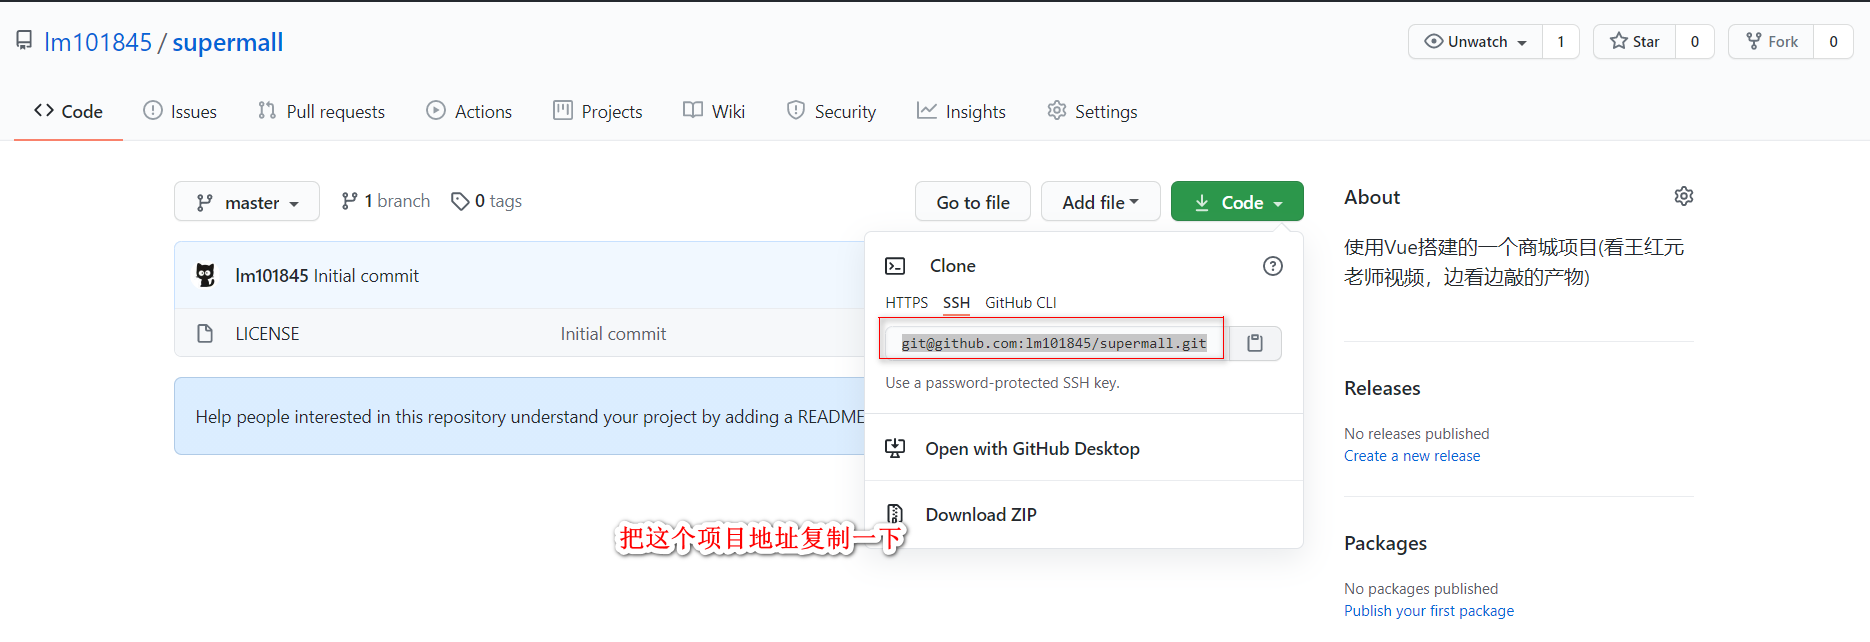 lm101845 / supermall
Unwatch 1 Star 0 Fork 0
Code Issues Pull requests Actions Projects Wiki Security Insights Settings
master 1 branch 0 tags Go to file Add file Code
lm101845 Initial commit
LICENSE Initial commit
Help people interested in this repository understand your project by adding a README
Clone
HTTPS SSH GitHub CLI
git@github.com:lm101845/supermall.git
Use a password-protected SSH key.
Open with GitHub Desktop
Download ZIP
把这个项目地址复制一下
About
使用Vue搭建的一个商城项目(看王红元
老师视频，边看边敲的产物)
Releases
No releases published
Create a new release
Packages
No packages published
Publish your first package